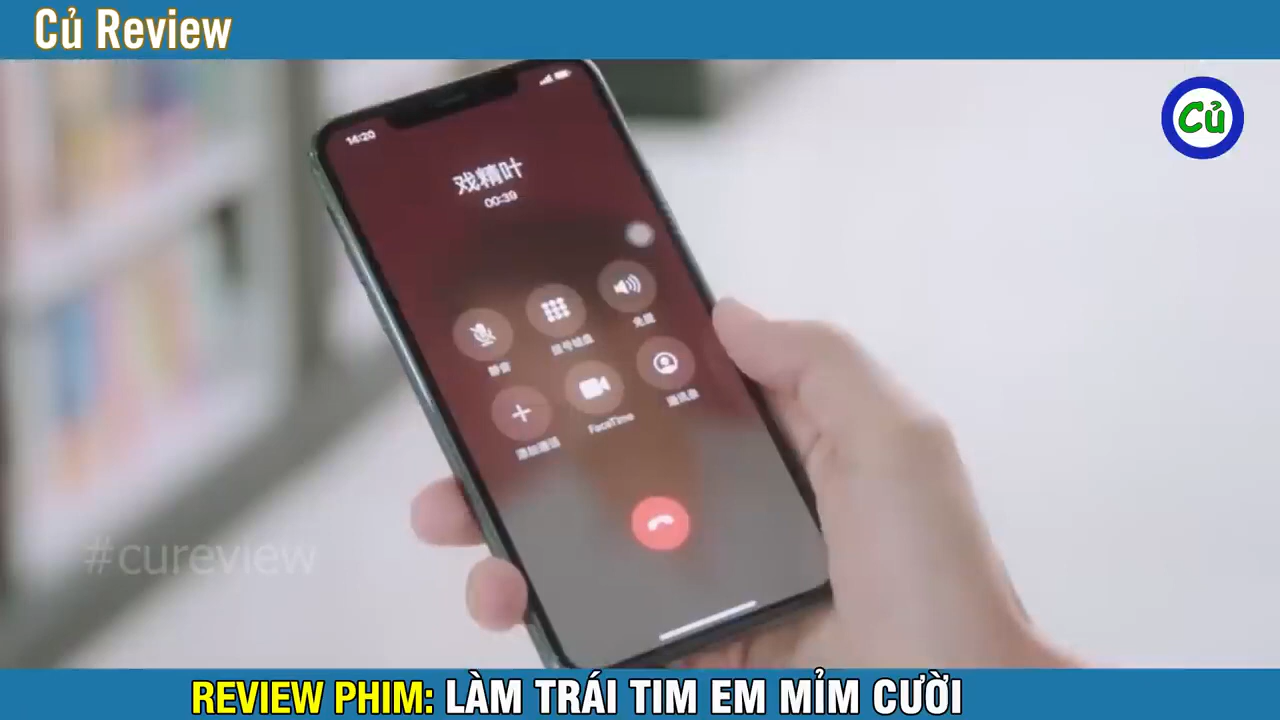 Củ Review
Củ
14:20
戏精叶
00:39
静音
拨号键盘
免提
添加通话
FaceTime
通讯录
#cureview
REVIEW PHIM: LÀM TRÁI TIM EM MỈM CƯỜI